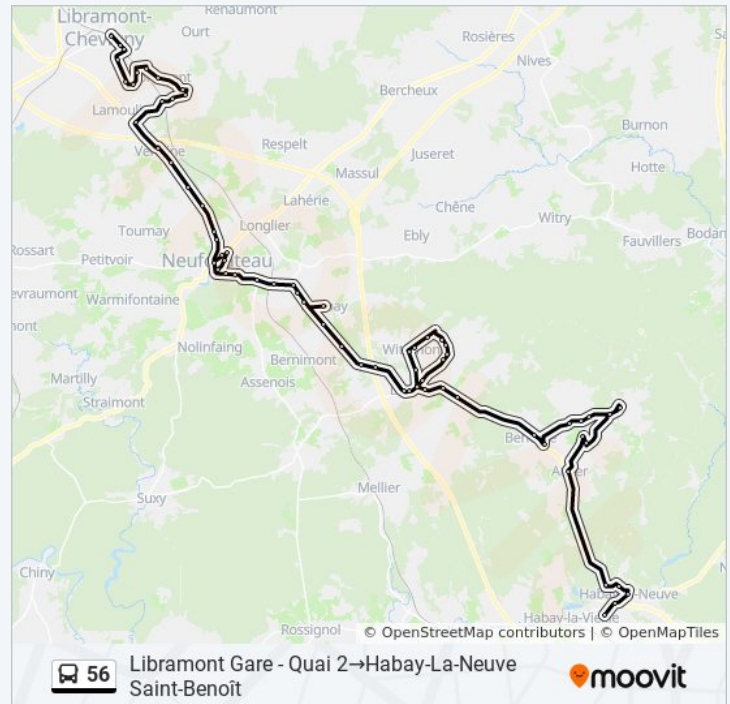 Renaumont
Libramont-
Chevigny
Ourt
Rosières
Nives
Bercheux
Lamouline
Burnon
Respelt
Juseret
Hotte
Massul
Lahérie
Chêne
Witry
Longlier
Tournay
Ebly
Rossart
Petitvoir
Neufchâteau
Fauvillers
Warmifontaine
Nolinfaing
Bernimont
Martilly
Assenois
Straimont
Suxy
Mellier
Chiny
Habay-la-Neuve
Rossignol
Habay-la-Vieille
© OpenStreetMap contributors | © OpenMapTiles
56
Libramont Gare - Quai 2→Habay-La-Neuve
Saint-Benoît
moovit